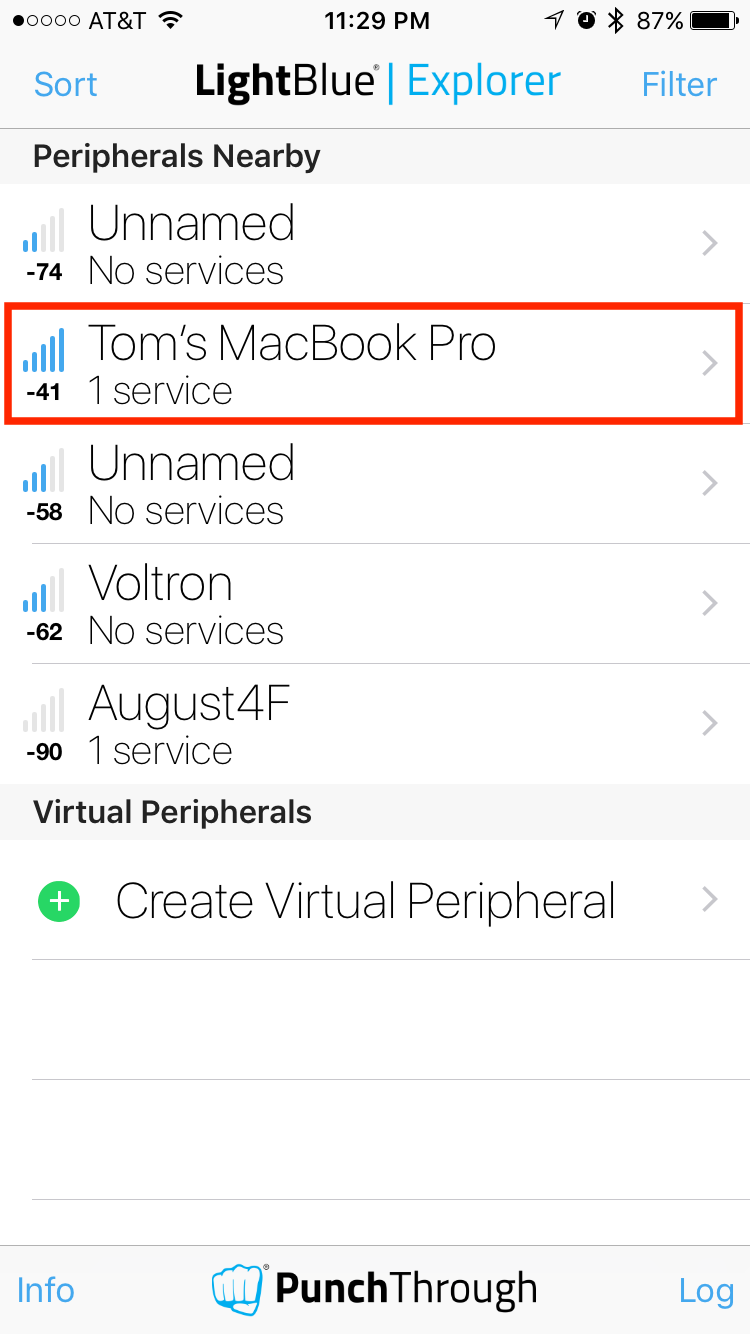 AT&T 11:29 PM 87%
Sort LightBlue® | Explorer Filter
Peripherals Nearby
Unnamed
-74 No services
Tom’s MacBook Pro
-41 1 service
Unnamed
-58 No services
Voltron
-62 No services
August4F
-90 1 service
Virtual Peripherals
Create Virtual Peripheral
Info ® PunchThrough Log